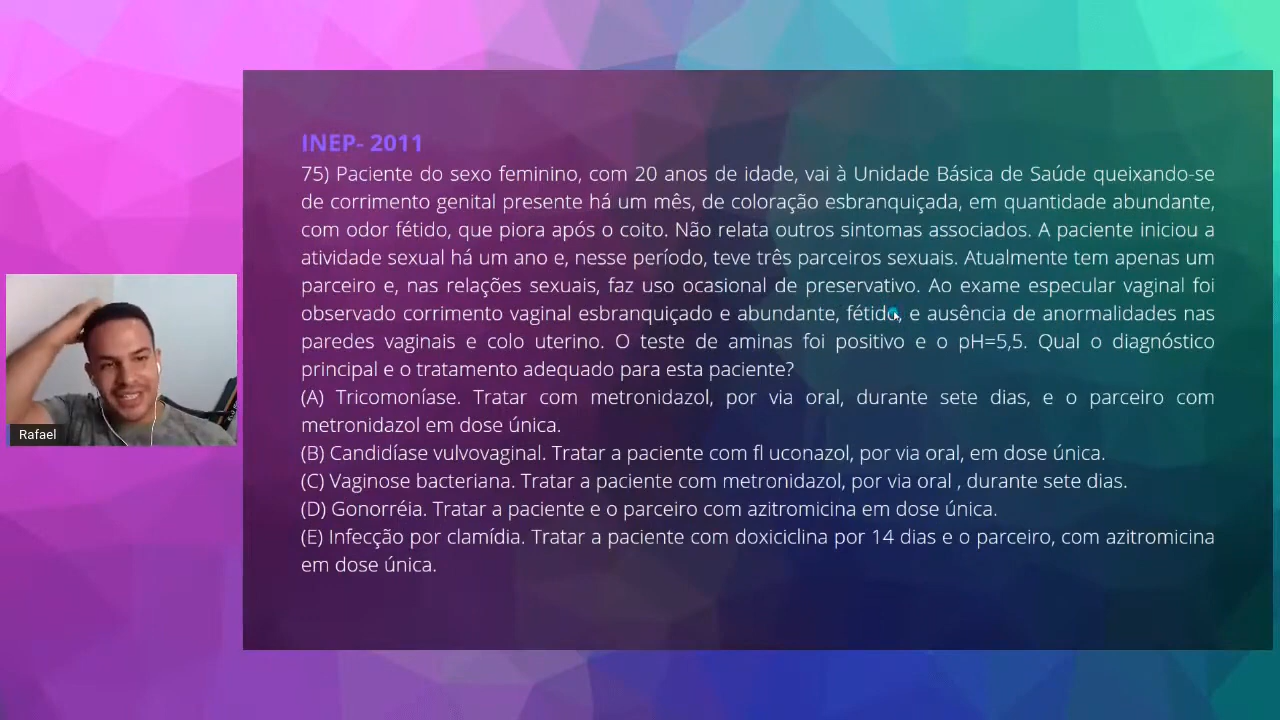 INEP- 2011
75) Paciente do sexo feminino, com 20 anos de idade, vai à Unidade Básica de Saúde queixando-se
de corrimento genital presente há um mês, de coloração esbranquiçada, em quantidade abundante,
com odor fétido, que piora após o coito. Não relata outros sintomas associados. A paciente iniciou a
atividade sexual há um ano e, nesse período, teve três parceiros sexuais. Atualmente tem apenas um
parceiro e, nas relações sexuais, faz uso ocasional de preservativo. Ao exame especular vaginal foi
observado corrimento vaginal esbranquiçado e abundante, fétido, e ausência de anormalidades nas
paredes vaginais e colo uterino. O teste de aminas foi positivo e o pH=5,5. Qual o diagnóstico
principal e o tratamento adequado para esta paciente?
(A) Tricomoníase. Tratar com metronidazol, por via oral, durante sete dias, e o parceiro com
metronidazol em dose única.
(B) Candidíase vulvovaginal. Tratar a paciente com fl uconazol, por via oral, em dose única.
(C) Vaginose bacteriana. Tratar a paciente com metronidazol, por via oral , durante sete dias.
(D) Gonorréia. Tratar a paciente e o parceiro com azitromicina em dose única.
(E) Infecção por clamídia. Tratar a paciente com doxiciclina por 14 dias e o parceiro, com azitromicina
em dose única.
Rafael